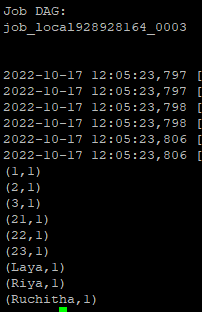 Job DAG:
job_local928928164_0003
2022-10-17 12:05:23,797 [
2022-10-17 12:05:23,797 [
2022-10-17 12:05:23,798 [
2022-10-17 12:05:23,798 [
2022-10-17 12:05:23,806 [
2022-10-17 12:05:23,806 [
(1,1)
(2,1)
(3,1)
(21,1)
(22,1)
(23,1)
(Laya,1)
(Riya,1)
(Ruchitha,1)